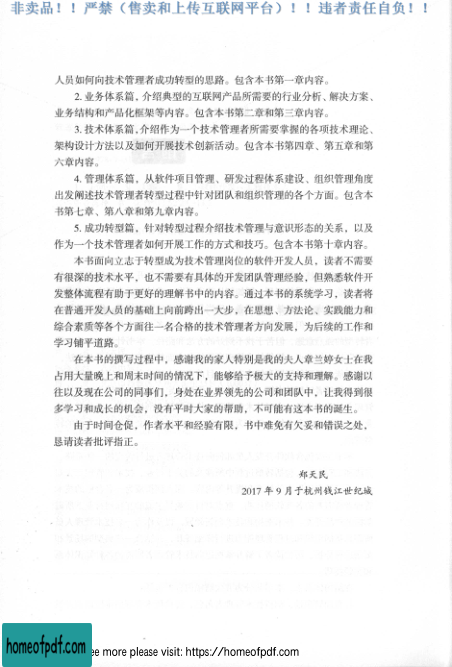 非卖品！！严禁（售卖和上传互联网平台）！！违者责任自负！！
人员如何向技术管理者成功转型的思路。包含本书第一章内容。
2. 业务体系篇，介绍典型的互联网产品所需要的行业分析、解决方案、
业务结构和产品化框架等内容。包含本书第二章和第三章内容。
3. 技术体系篇，介绍作为一个技术管理者所需要掌握的各项技术理论、
架构设计方法以及如何开展技术创新活动。包含本书第四章、第五章和第
六章内容。
4. 管理体系篇，从软件项目管理、研发过程体系建设、组织管理角度
出发阐述技术管理者转型过程中针对团队和组织管理的各个方面。包含本
书第七章、第八章和第九章内容。
5. 成功转型篇，针对转型过程介绍技术管理与意识形态的关系，以及
作为一个技术管理者如何开展工作的方式和技巧。包含本书第十章内容。
本书面向立志于转型成为技术管理岗位的软件开发人员，读者不需要
有很深的技术水平，也不需要有具体的开发团队管理经验，但熟悉软件开
发整体流程有助于更好的理解书中的内容。通过本书的系统学习，读者将
在普通开发人员的基础上向前跨出一大步，在思想、方法论、实践能力和
综合素质等各个方面往一名合格的技术管理者方向发展，为后续的工作和
学习铺平道路。
在本书的撰写过程中，感谢我的家人特别是我的夫人章兰婷女士在我
占用大量晚上和周末时间的情况下，能够给予极大的支持和理解。感谢以
往以及现在公司的同事们，身处在业界领先的公司和团队中，让我得到很
多学习和成长的机会，没有平时大家的帮助，不可能有这本书的诞生。
由于时间仓促，作者水平和经验有限，书中难免有欠妥和错误之处，
恳请读者批评指正。
郑天民
2017 年 9 月于杭州钱江世纪城
homeofpdf.com
ee more please visit: https://homeofpdf.com